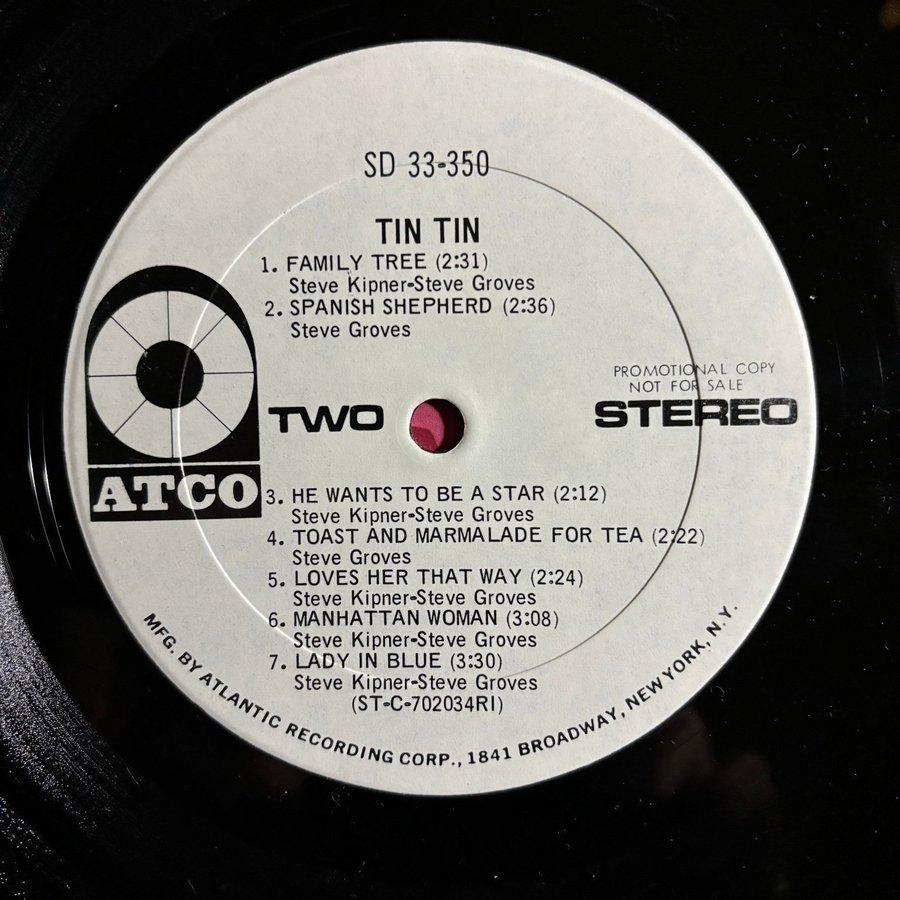 SD 33-350
TIN TIN
1. FAMILY TREE (2:31)
Steve Kipner-Steve Groves
2. SPANISH SHEPHERD (2:36)
Steve Groves
PROMOTIONAL COPY
NOT FOR SALE
TWO
STEREO
ATCO
3. HE WANTS TO BE A STAR (2:12)
Steve Kipner-Steve Groves
4. TOAST AND MARMALADE FOR TEA (2:22)
Steve Groves
5. LOVES HER THAT WAY (2:24)
Steve Kipner-Steve Groves
6. MANHATTAN WOMAN (3:08)
Steve Kipner-Steve Groves
7. LADY IN BLUE (3:30)
Steve Kipner-Steve Groves
(ST-C-702034RI)
MFG. BY ATLANTIC RECORDING CORP., 1841 BROADWAY, NEW YORK, N.Y.